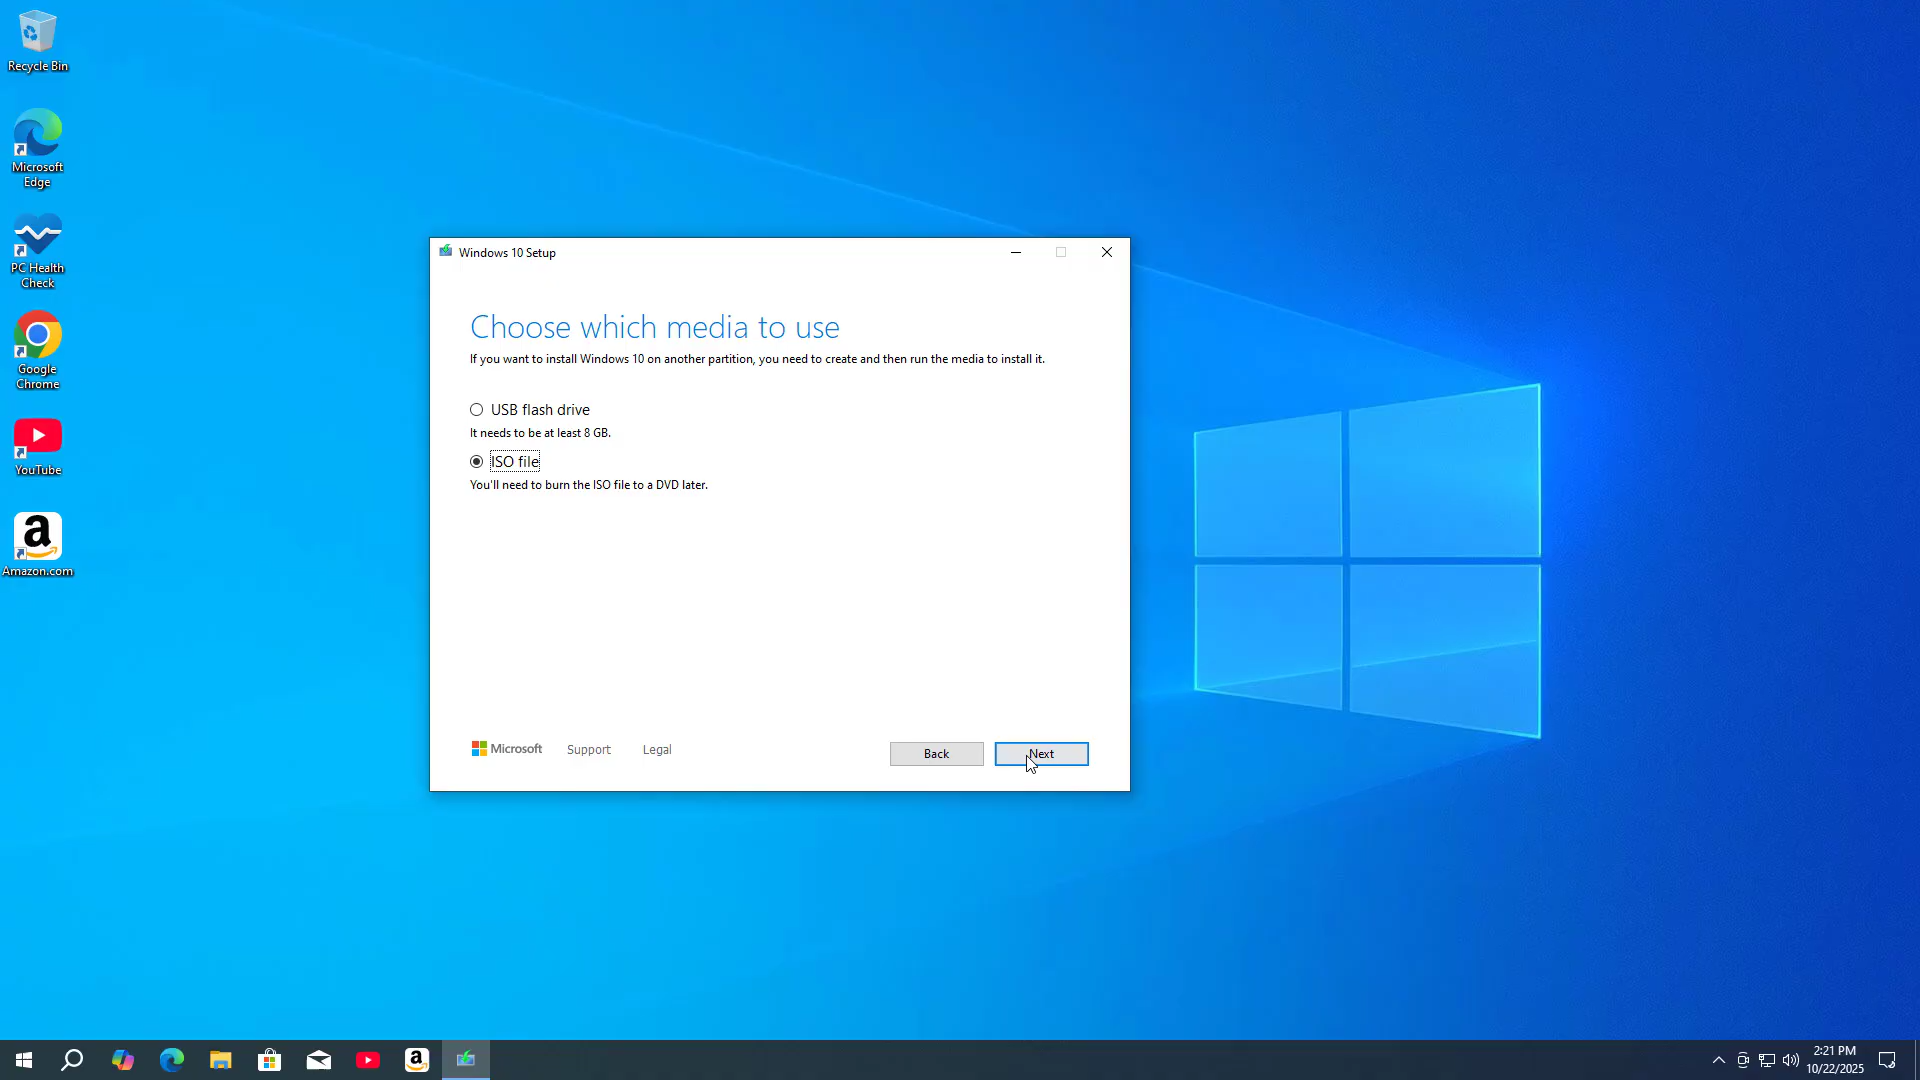 Recycle Bin
Microsoft
Edge
PC Health
Check
Google
Chrome
YouTube
a
Amazon.com
Windows 10 Setup
Choose which media to use
If you want to install Windows 10 on another partition, you need to create and then run the media to install it.
USB flash drive
It needs to be at least 8 GB.
ISO file
You'll need to burn the ISO file to a DVD later.
Microsoft Support Legal
Back Next
a
2:21 PM
10/22/2025